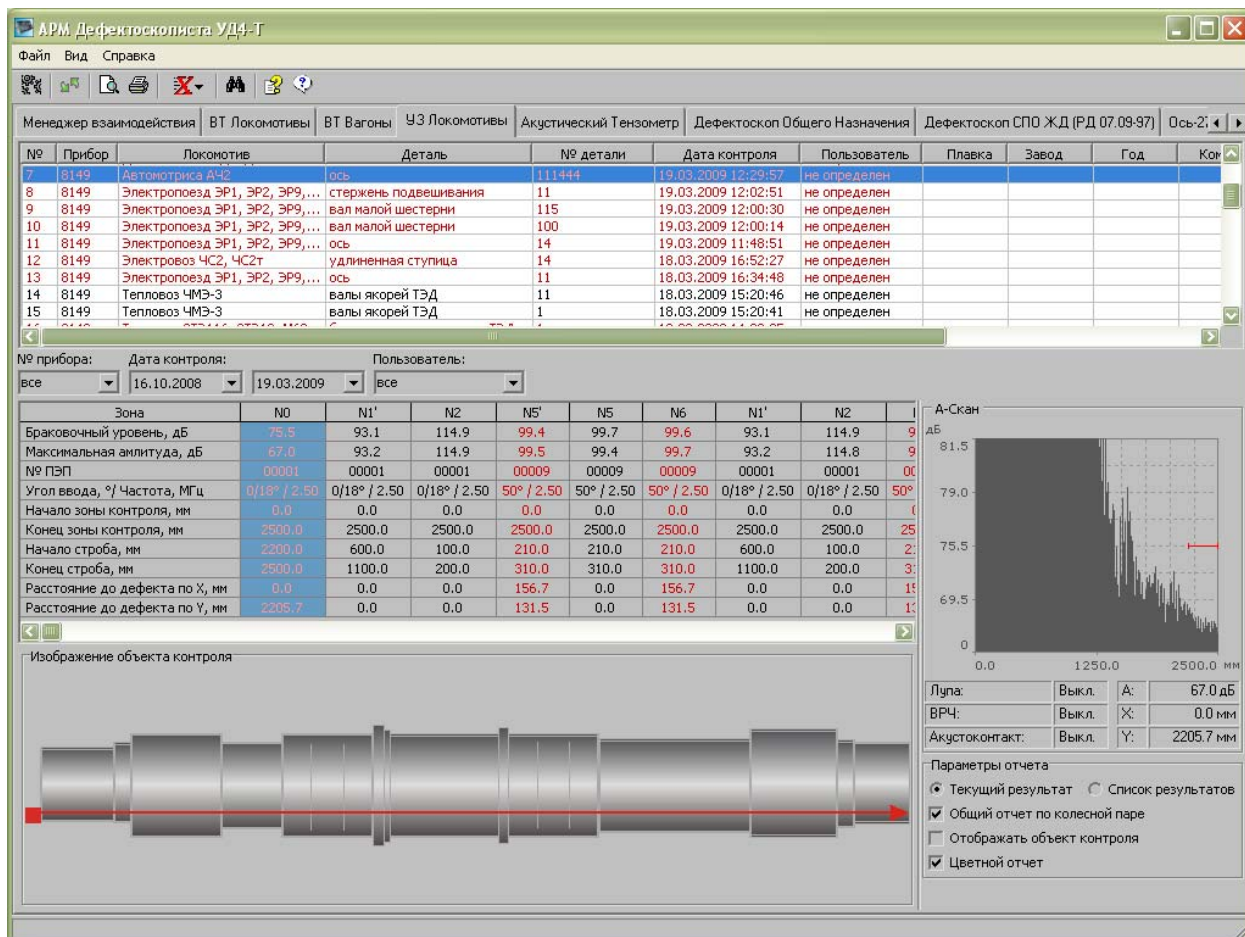 АРМ Дефектоскописта УД4-Т
Файл Вид Справка
Менеджер взаимодействия ВТ Локомотивы ВТ Вагоны УЗ Локомотивы Акустический Тензометр Дефектоскоп Общего Назначения Дефектоскоп СПО ЖД (РД 07.09-97)
№ Прибор Локомотив Деталь № детали Дата контроля Пользователь Плавка Завод Год Ком
7 8149 Автомотриса АЧ2 ось 111444 19.03.2009 12:29:57 не определен
8 8149 Электропоезд ЭР1, ЭР2, ЭР9,... стержень подвешивания 11 19.03.2009 12:02:51 не определен
9 8149 Электропоезд ЭР1, ЭР2, ЭР9,... вал малой шестерни 115 19.03.2009 12:00:30 не определен
10 8149 Электропоезд ЭР1, ЭР2, ЭР9,... вал малой шестерни 100 19.03.2009 12:00:14 не определен
11 8149 Электропоезд ЭР1, ЭР2, ЭР9,... ось 14 19.03.2009 11:48:51 не определен
12 8149 Электровоз ЧС2, ЧС2т удлиненная ступица 14 18.03.2009 16:52:27 не определен
13 8149 Электропоезд ЭР1, ЭР2, ЭР9,... ось 11 18.03.2009 16:34:48 не определен
14 8149 Тепловоз ЧМЭ-3 валы якорей ТЭД 11 18.03.2009 15:20:46 не определен
15 8149 Тепловоз ЧМЭ-3 валы якорей ТЭД 1 18.03.2009 15:20:41 не определен
№ прибора: Дата контроля: Пользователь:
все 16.10.2008 19.03.2009 все
Зона N0 N1' N2 N5' N5 N6 N1' N2
Браковочный уровень, дБ 75.5 93.1 114.9 99.4 99.7 99.6 93.1 114.9 9
Максимальная амлитуда, дБ 67.0 93.2 114.9 99.5 99.4 99.7 93.2 114.8 9
№ ПЭП 00001 00001 00001 00009 00009 00009 00001 00001 00
Угол ввода, °/ Частота, МГц 0/18° / 2.50 0/18° / 2.50 0/18° / 2.50 50° / 2.50 50° / 2.50 50° / 2.50 0/18° / 2.50 0/18° / 2.50 50°
Начало зоны контроля, мм 0.0 0.0 0.0 0.0 0.0 0.0 0.0 0.0
Конец зоны контроля, мм 2500.0 2500.0 2500.0 2500.0 2500.0 2500.0 2500.0 2500.0 25
Начало строба, мм 2200.0 600.0 100.0 210.0 210.0 210.0 600.0 100.0 2
Конец строба, мм 2500.0 1100.0 200.0 310.0 310.0 310.0 1100.0 200.0 3
Расстояние до дефекта по X, мм 0.0 0.0 0.0 156.7 0.0 156.7 0.0 0.0 15
Расстояние до дефекта по Y, мм 2205.7 0.0 0.0 131.5 0.0 131.5 0.0 0.0 13
А-Скан
дБ
81.5
79.0
75.5
69.5
0
0.0 1250.0 2500.0 мм
Лупа: Выкл. A: 67.0 дБ
ВРЧ: Выкл. X: 0.0 мм
Акустоконтакт: Выкл. Y: 2205.7 мм
Изображение объекта контроля
Параметры отчета
Текущий результат Список результатов
Общий отчет по колесной паре
Отображать объект контроля
Цветной отчет